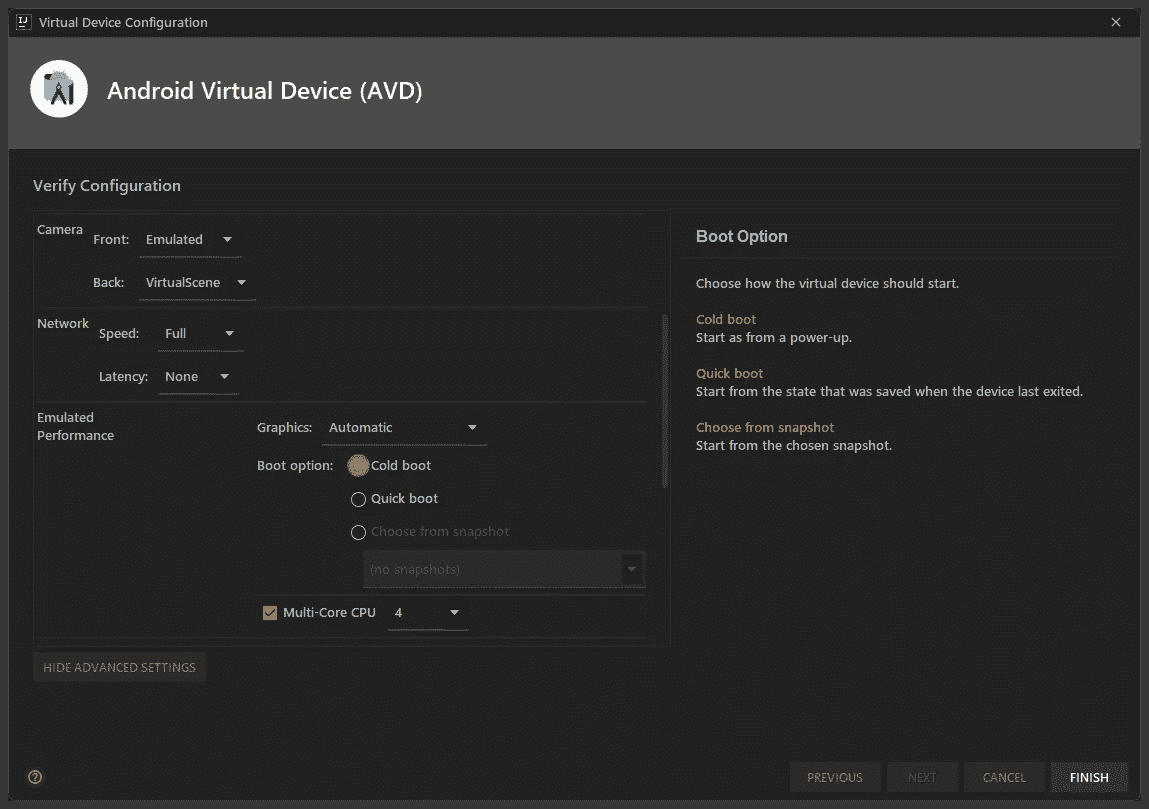 IJ Virtual Device Configuration
Android Virtual Device (AVD)
Verify Configuration
Camera
Front: Emulated
Back: VirtualScene
Network
Speed: Full
Latency: None
Emulated
Performance
Graphics: Automatic
Boot option: Cold boot
Quick boot
Choose from snapshot
(no snapshots)
Multi-Core CPU 4
HIDE ADVANCED SETTINGS
Boot Option
Choose how the virtual device should start.
Cold boot
Start as from a power-up.
Quick boot
Start from the state that was saved when the device last exited.
Choose from snapshot
Start from the chosen snapshot.
?
PREVIOUS NEXT CANCEL FINISH